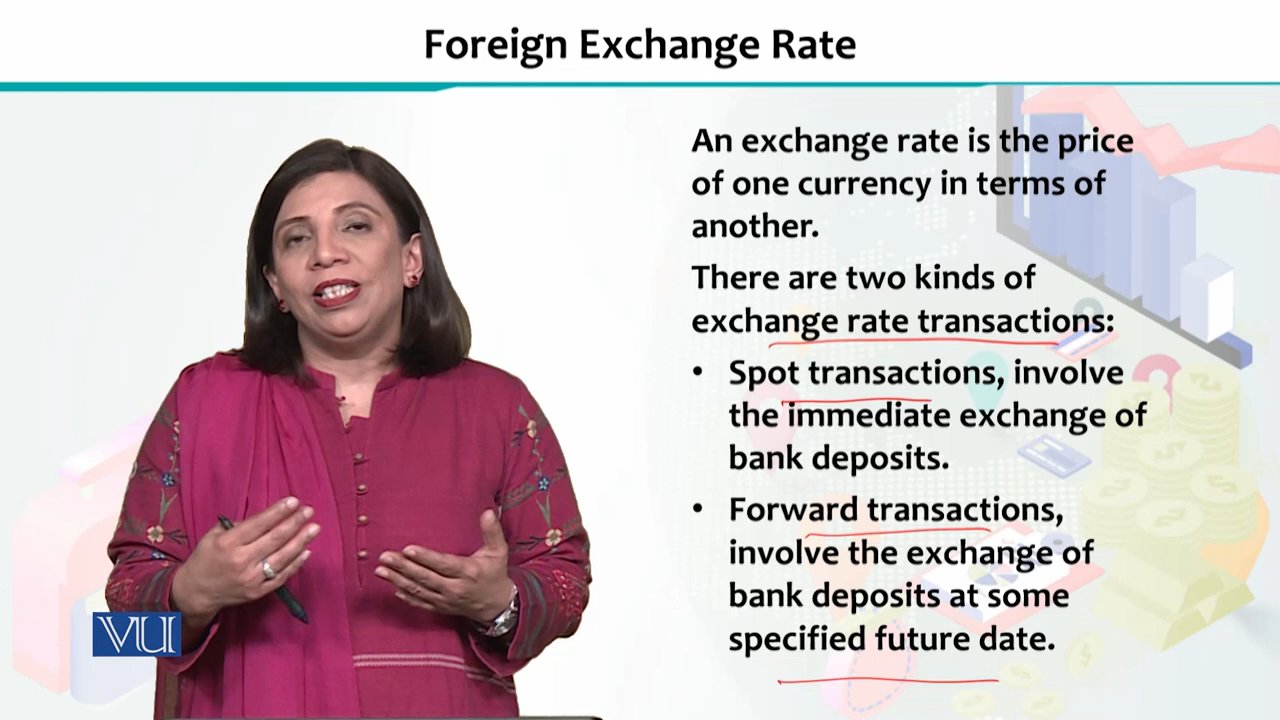 Foreign Exchange Rate
An exchange rate is the price
of one currency in terms of
another.
There are two kinds of
exchange rate transactions:
• Spot transactions, involve
the immediate exchange of
bank deposits.
• Forward transactions,
involve the exchange of
bank deposits at some
specified future date.
VU